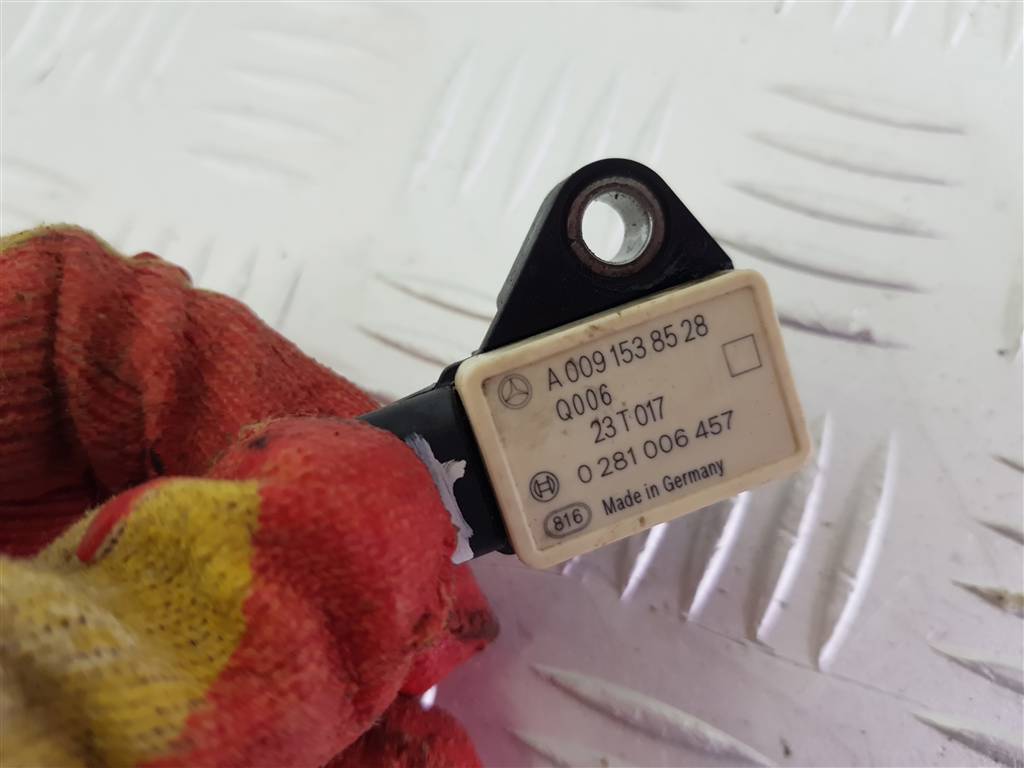 A 009 153 85 28
Q006
23T017
0 281 006 457
816 Made in Germany